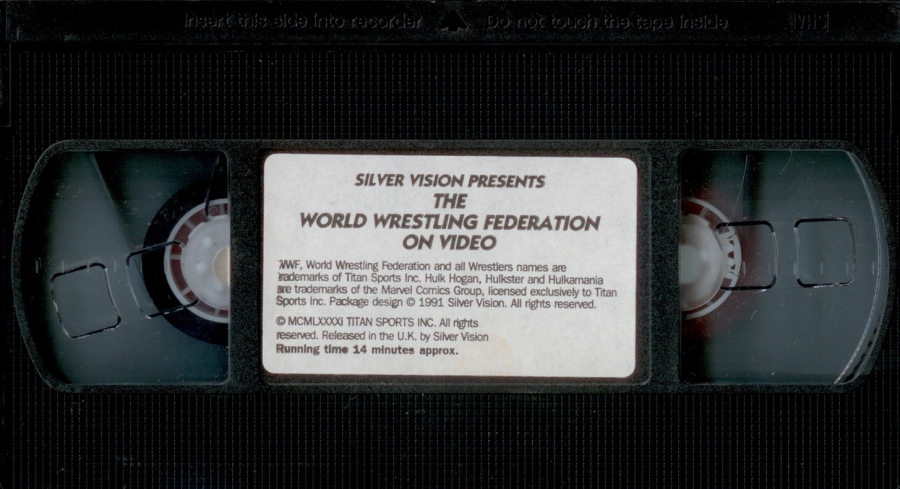 Insert this side into recorder ▲ Do not touch the tape inside VHS
SILVER VISION PRESENTS
THE
WORLD WRESTLING FEDERATION
ON VIDEO
WWF, World Wrestling Federation and all Wrestlers names are
trademarks of Titan Sports Inc. Hulk Hogan, Hulkster and Hulkamania
are trademarks of the Marvel Comics Group, licensed exclusively to Titan
Sports Inc. Package design © 1991 Silver Vision. All rights reserved.
© MCMLXXXXI TITAN SPORTS INC. All rights
reserved. Released in the U.K. by Silver Vision
Running time 14 minutes approx.